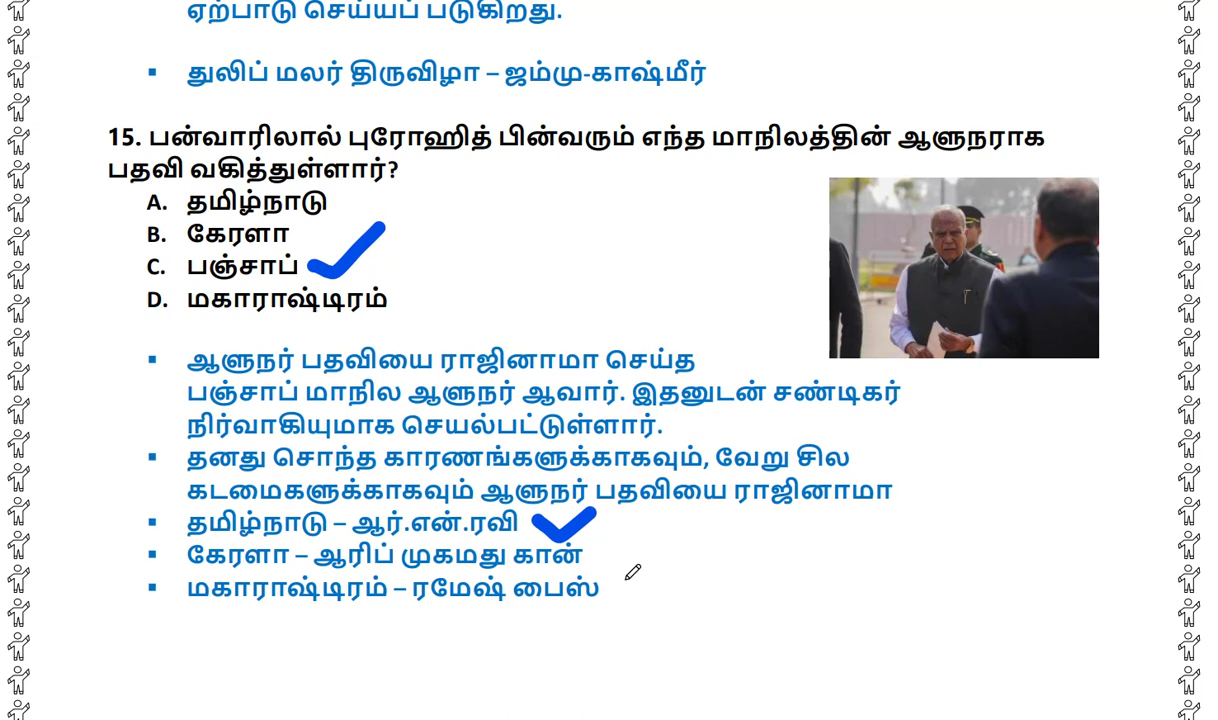 ஏற்பாடு செய்யப் படுகிறது.
▪ துலிப் மலர் திருவிழா – ஜம்மு-காஷ்மீர்
15. பன்வாரிலால் புரோஹித் பின்வரும் எந்த மாநிலத்தின் ஆளுநராக
பதவி வகித்துள்ளார்?
A. தமிழ்நாடு
B. கேரளா
C. பஞ்சாப்
D. மகாராஷ்டிரம்
▪ ஆளுநர் பதவியை ராஜினாமா செய்த
பஞ்சாப் மாநில ஆளுநர் ஆவார். இதனுடன் சண்டிகர்
நிர்வாகியுமாக செயல்பட்டுள்ளார்.
▪ தனது சொந்த காரணங்களுக்காகவும், வேறு சில
கடமைகளுக்காகவும் ஆளுநர் பதவியை ராஜினாமா
▪ தமிழ்நாடு – ஆர்.என்.ரவி
▪ கேரளா – ஆரிப் முகமது கான்
▪ மகாராஷ்டிரம் – ரமேஷ் பைஸ்